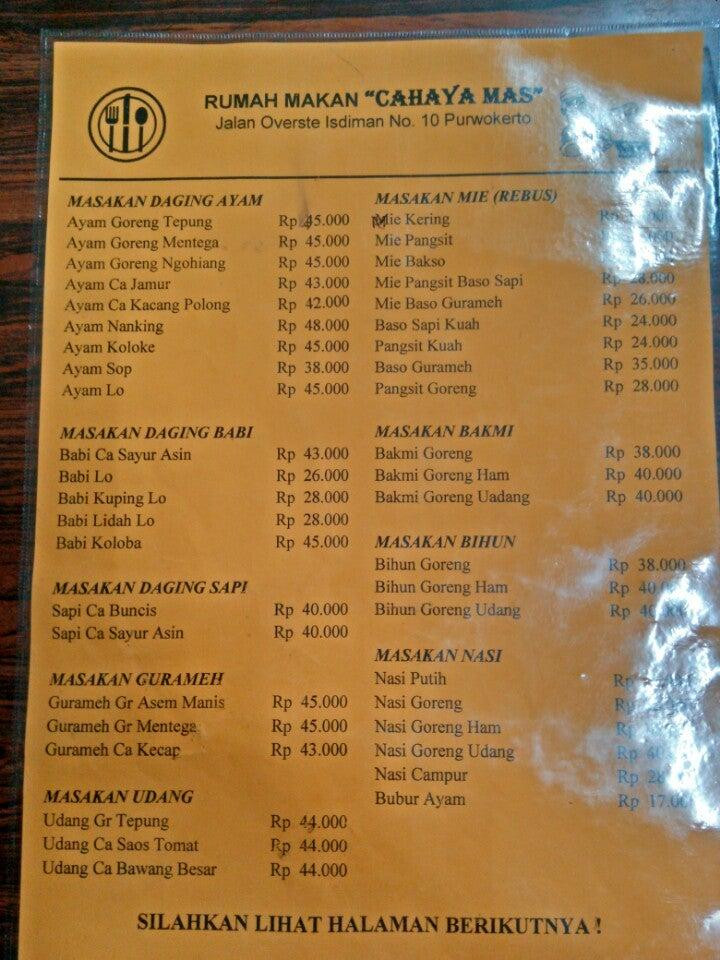 RUMAH MAKAN "CAHAYA MAS"
Jalan Overste Isdiman No. 10 Purwokerto
MASAKAN DAGING AYAM
Ayam Goreng Tepung Rp 45.000
Ayam Goreng Mentega Rp 45.000
Ayam Goreng Ngohiang Rp 45.000
Ayam Ca Jamur Rp 43.000
Ayam Ca Kacang Polong Rp 42.000
Ayam Nanking Rp 48.000
Ayam Koloke Rp 45.000
Ayam Sop Rp 38.000
Ayam Lo Rp 45.000
MASAKAN DAGING BABI
Babi Ca Sayur Asin Rp 43.000
Babi Lo Rp 26.000
Babi Kuping Lo Rp 28.000
Babi Lidah Lo Rp 28.000
Babi Koloba Rp 45.000
MASAKAN DAGING SAPI
Sapi Ca Buncis Rp 40.000
Sapi Ca Sayur Asin Rp 40.000
MASAKAN GURAMEH
Gurameh Gr Asem Manis Rp 45.000
Gurameh Gr Mentega Rp 45.000
Gurameh Ca Kecap Rp 43.000
MASAKAN UDANG
Udang Gr Tepung Rp 44.000
Udang Ca Saos Tomat Rp 44.000
Udang Ca Bawang Besar Rp 44.000
MASAKAN MIE (REBUS)
Mie Kering Rp
Mie Pangsit
Mie Bakso
Mie Pangsit Baso Sapi Rp 28.000
Mie Baso Gurameh Rp 26.000
Baso Sapi Kuah Rp 24.000
Pangsit Kuah Rp 24.000
Baso Gurameh Rp 35.000
Pangsit Goreng Rp 28.000
MASAKAN BAKMI
Bakmi Goreng Rp 38.000
Bakmi Goreng Ham Rp 40.000
Bakmi Goreng Uadang Rp 40.000
MASAKAN BIHUN
Bihun Goreng Rp 38.000
Bihun Goreng Ham Rp 40.000
Bihun Goreng Udang Rp
MASAKAN NASI
Nasi Putih Rp
Nasi Goreng Rp
Nasi Goreng Ham Rp
Nasi Goreng Udang Rp
Nasi Campur Rp
Bubur Ayam Rp 17.000
SILAHKAN LIHAT HALAMAN BERIKUTNYA !